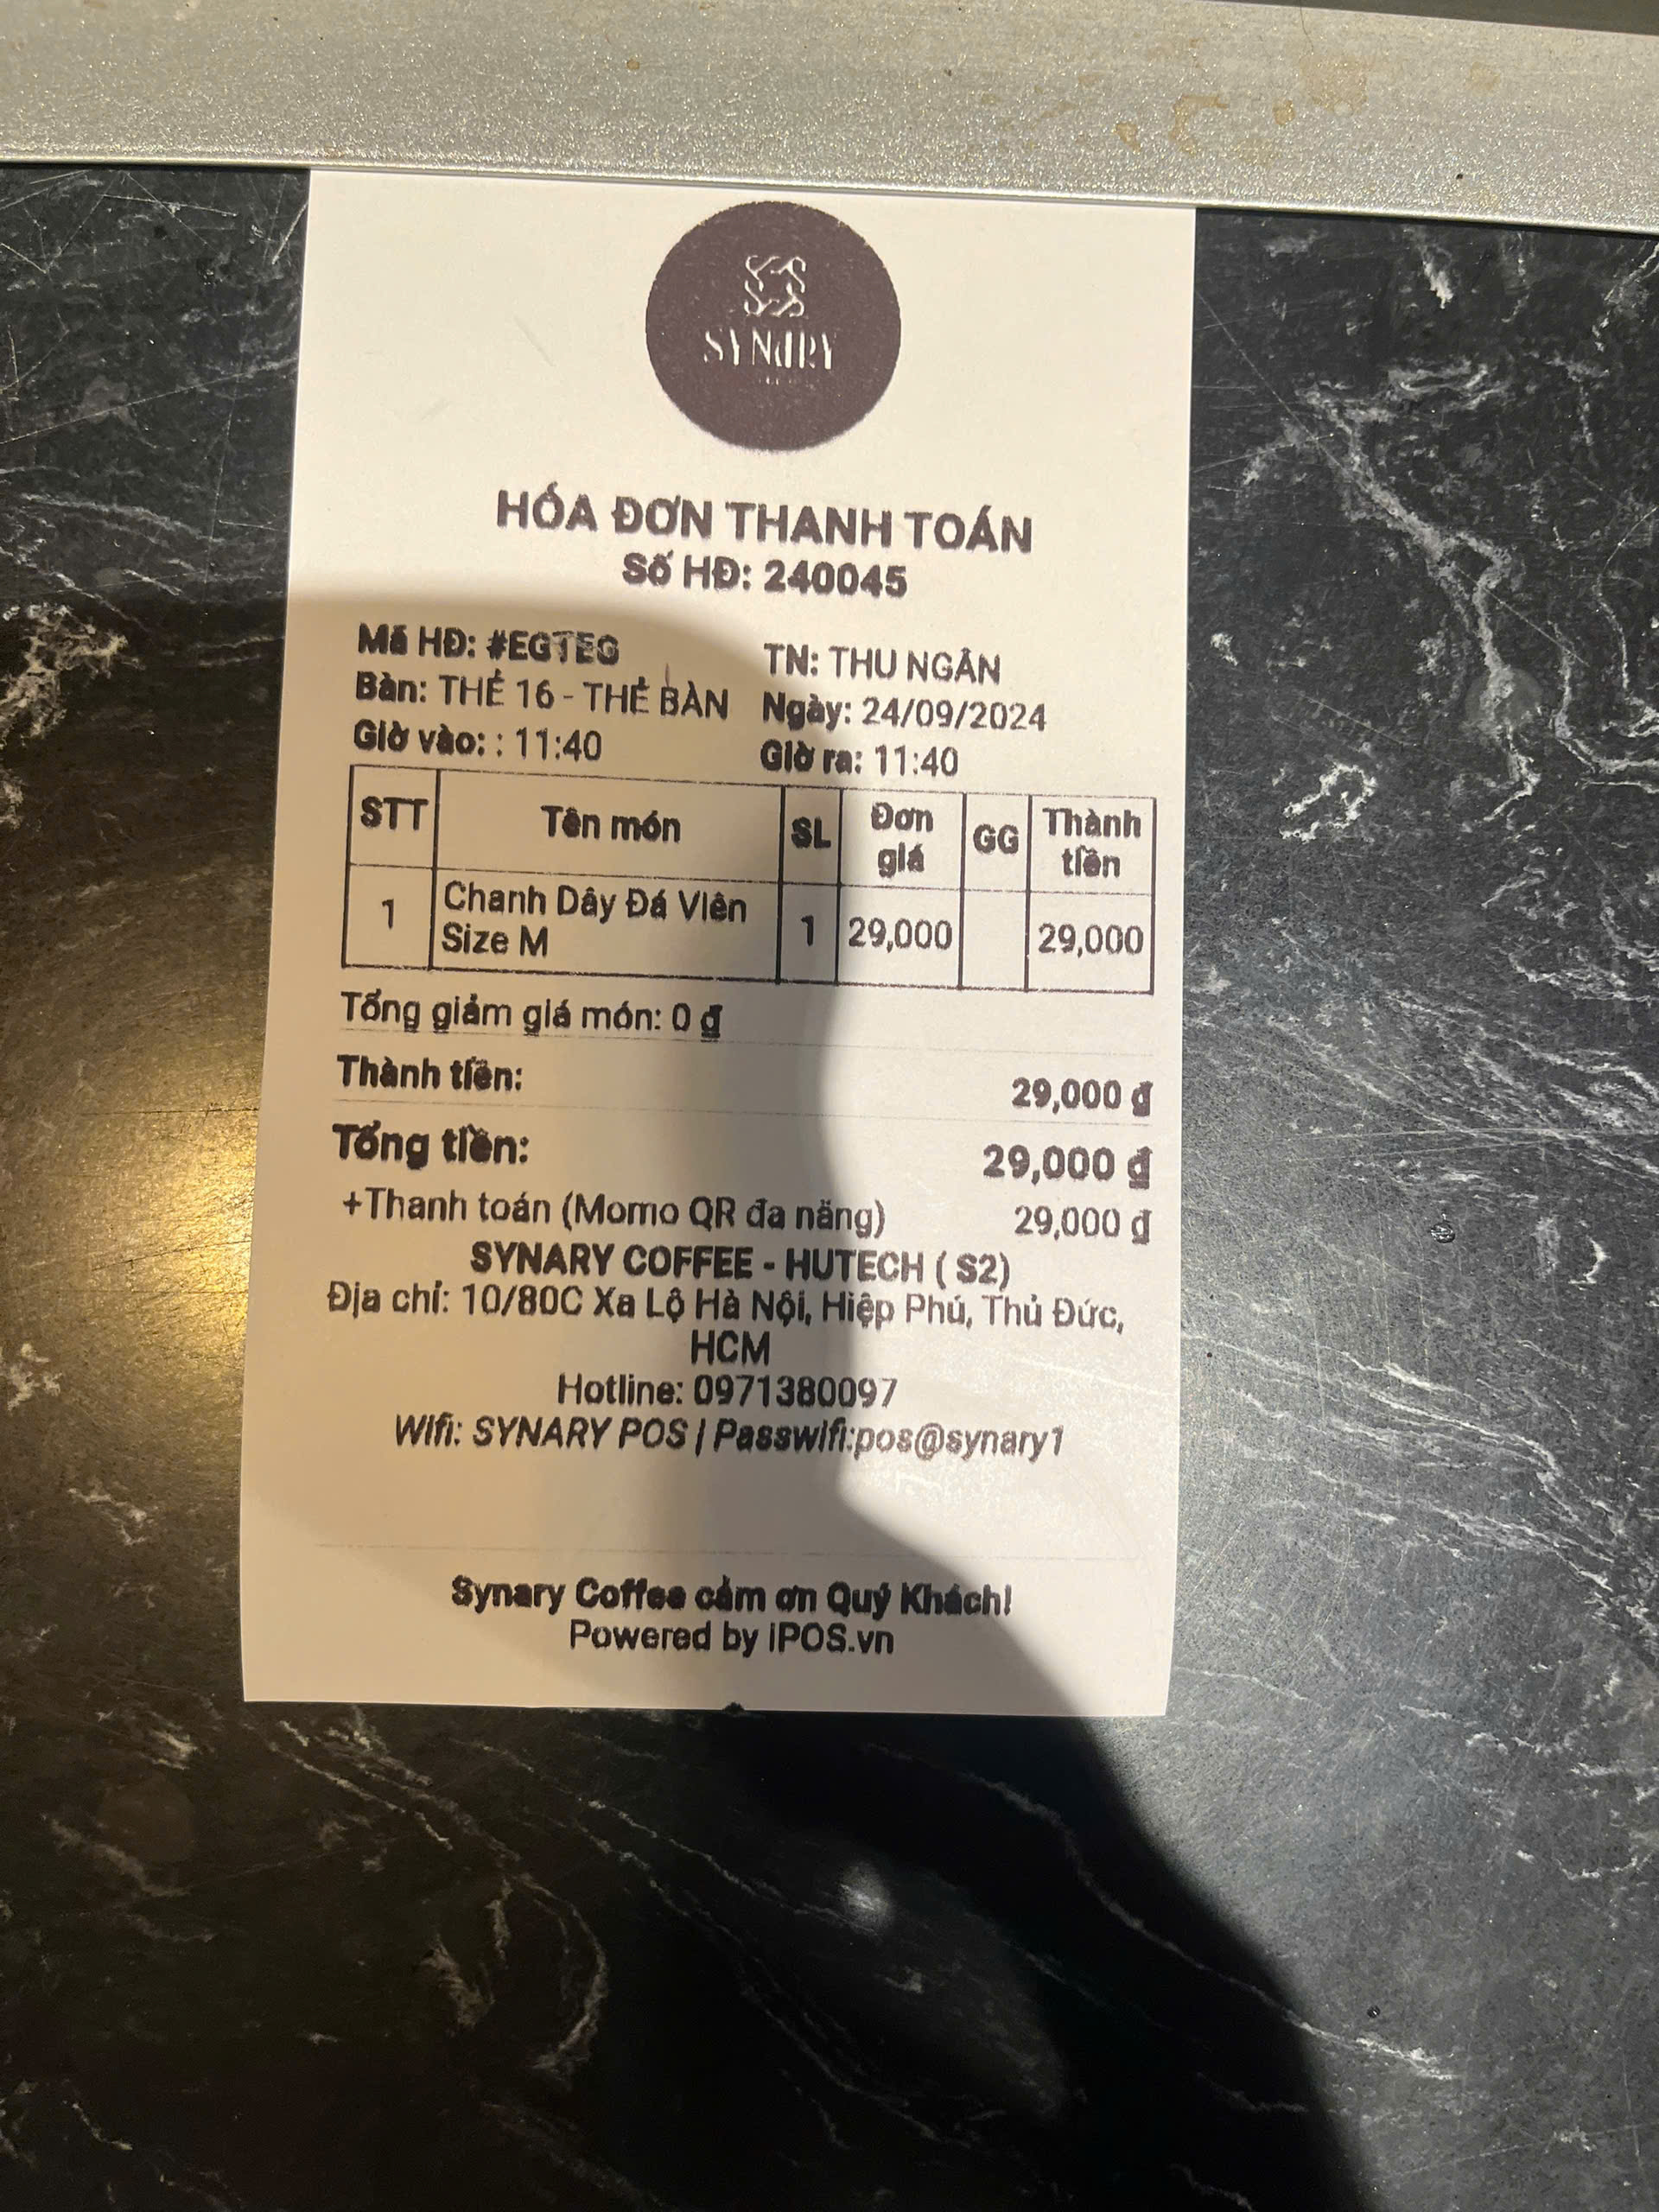 SYNARY
HÓA ĐƠN THANH TOÁN
Số HĐ: 240045
Mã HĐ: #EGTEG
TN: THU NGÂN
Bàn: THẺ 16 - THẺ BÀN
Ngày: 24/09/2024
Giờ vào: : 11:40
Giờ ra: 11:40
STT Tên món SL Đơn giá GG Thành tiền
1 Chanh Dây Đá Viên Size M 1 29,000 29,000
Tổng giảm giá món: 0 ₫
Thành tiền: 29,000 ₫
Tổng tiền: 29,000 ₫
+Thanh toán (Momo QR đa năng) 29,000 ₫
SYNARY COFFEE - HUTECH ( S2)
Địa chỉ: 10/80C Xa Lộ Hà Nội, Hiệp Phú, Thủ Đức,
HCM
Hotline: 0971380097
Wifi: SYNARY POS | Passwifi:pos@synary1
Synary Coffee cảm ơn Quý Khách!
Powered by iPOS.vn